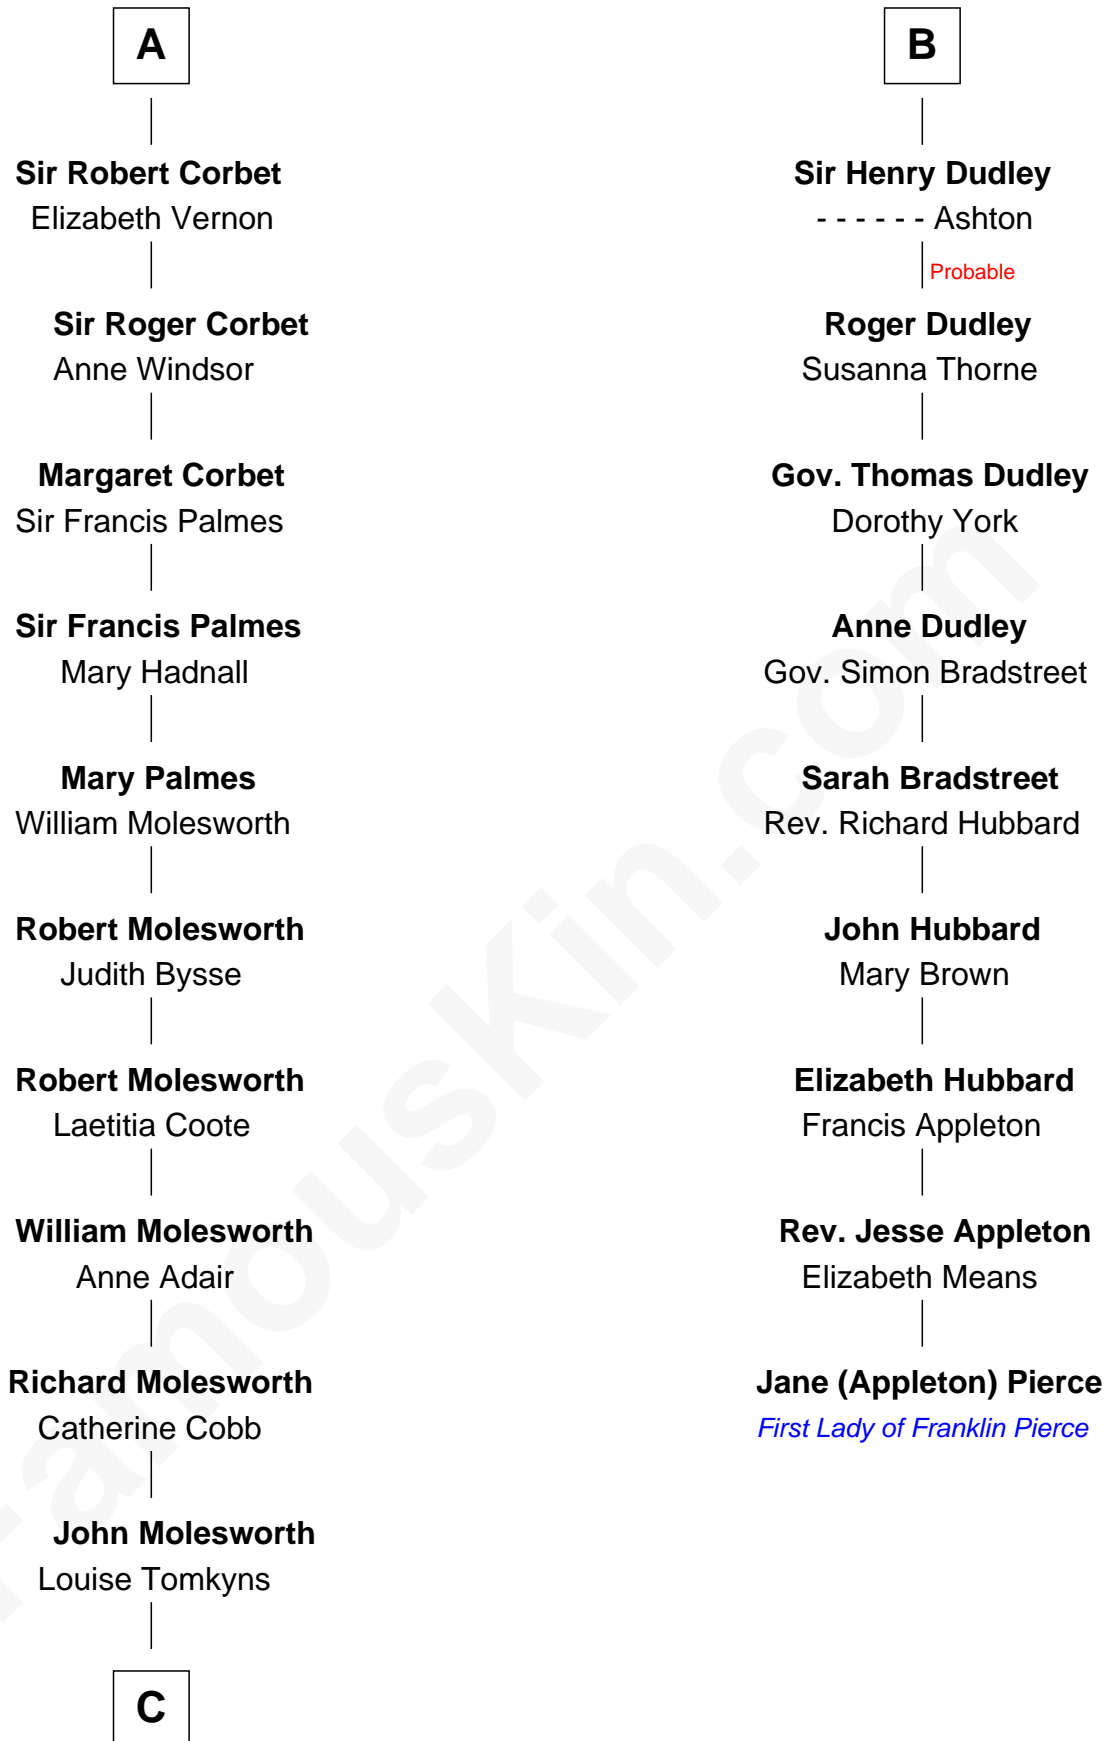 A
Sir Robert Corbet
Elizabeth Vernon
Sir Roger Corbet
Anne Windsor
Margaret Corbet
Sir Francis Palmes
Sir Francis Palmes
Mary Hadnall
Mary Palmes
William Molesworth
Robert Molesworth
Judith Bysse
Robert Molesworth
Laetitia Coote
William Molesworth
Anne Adair
Richard Molesworth
Catherine Cobb
John Molesworth
Louise Tomkyns
C
B
Sir Henry Dudley
- - - - - - Ashton
Probable
Roger Dudley
Susanna Thorne
Gov. Thomas Dudley
Dorothy York
Anne Dudley
Gov. Simon Bradstreet
Sarah Bradstreet
Rev. Richard Hubbard
John Hubbard
Mary Brown
Elizabeth Hubbard
Francis Appleton
Rev. Jesse Appleton
Elizabeth Means
Jane (Appleton) Pierce
First Lady of Franklin Pierce
FamousKin.com